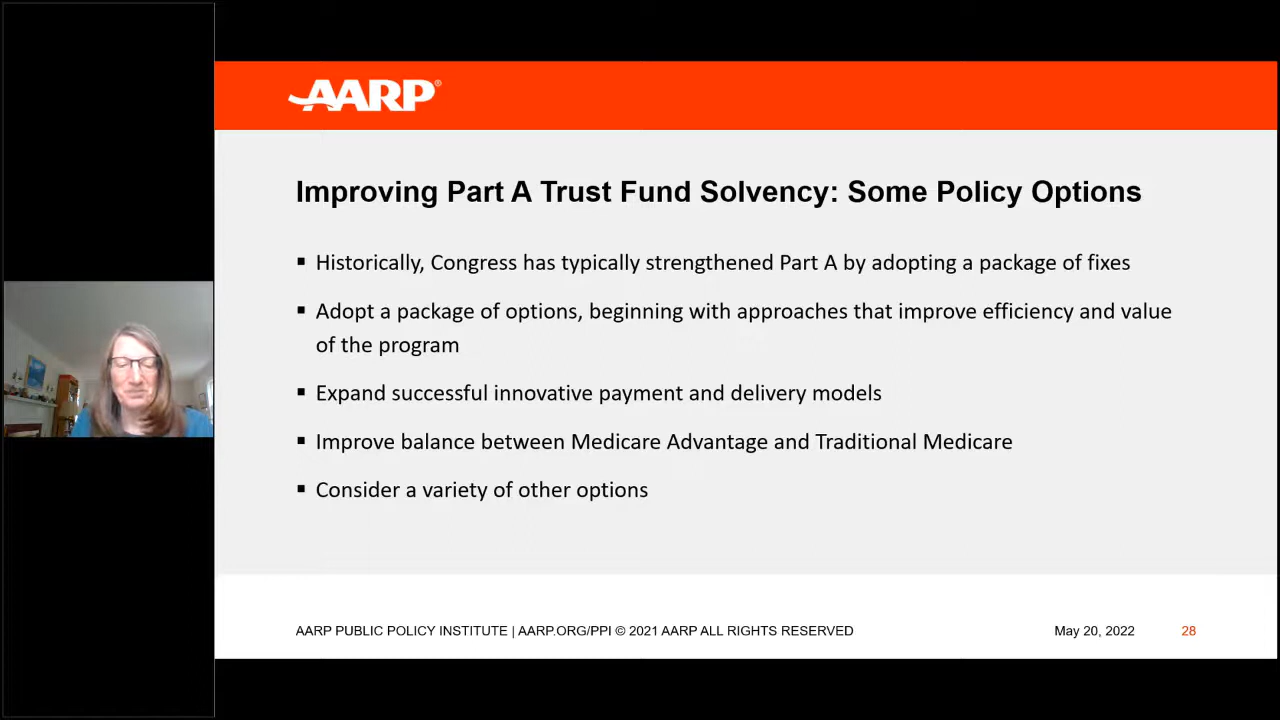 AARP®
Improving Part A Trust Fund Solvency: Some Policy Options
▪ Historically, Congress has typically strengthened Part A by adopting a package of fixes
▪ Adopt a package of options, beginning with approaches that improve efficiency and value
of the program
▪ Expand successful innovative payment and delivery models
▪ Improve balance between Medicare Advantage and Traditional Medicare
▪ Consider a variety of other options
AARP PUBLIC POLICY INSTITUTE | AARP.ORG/PPI © 2021 AARP ALL RIGHTS RESERVED May 20, 2022 28